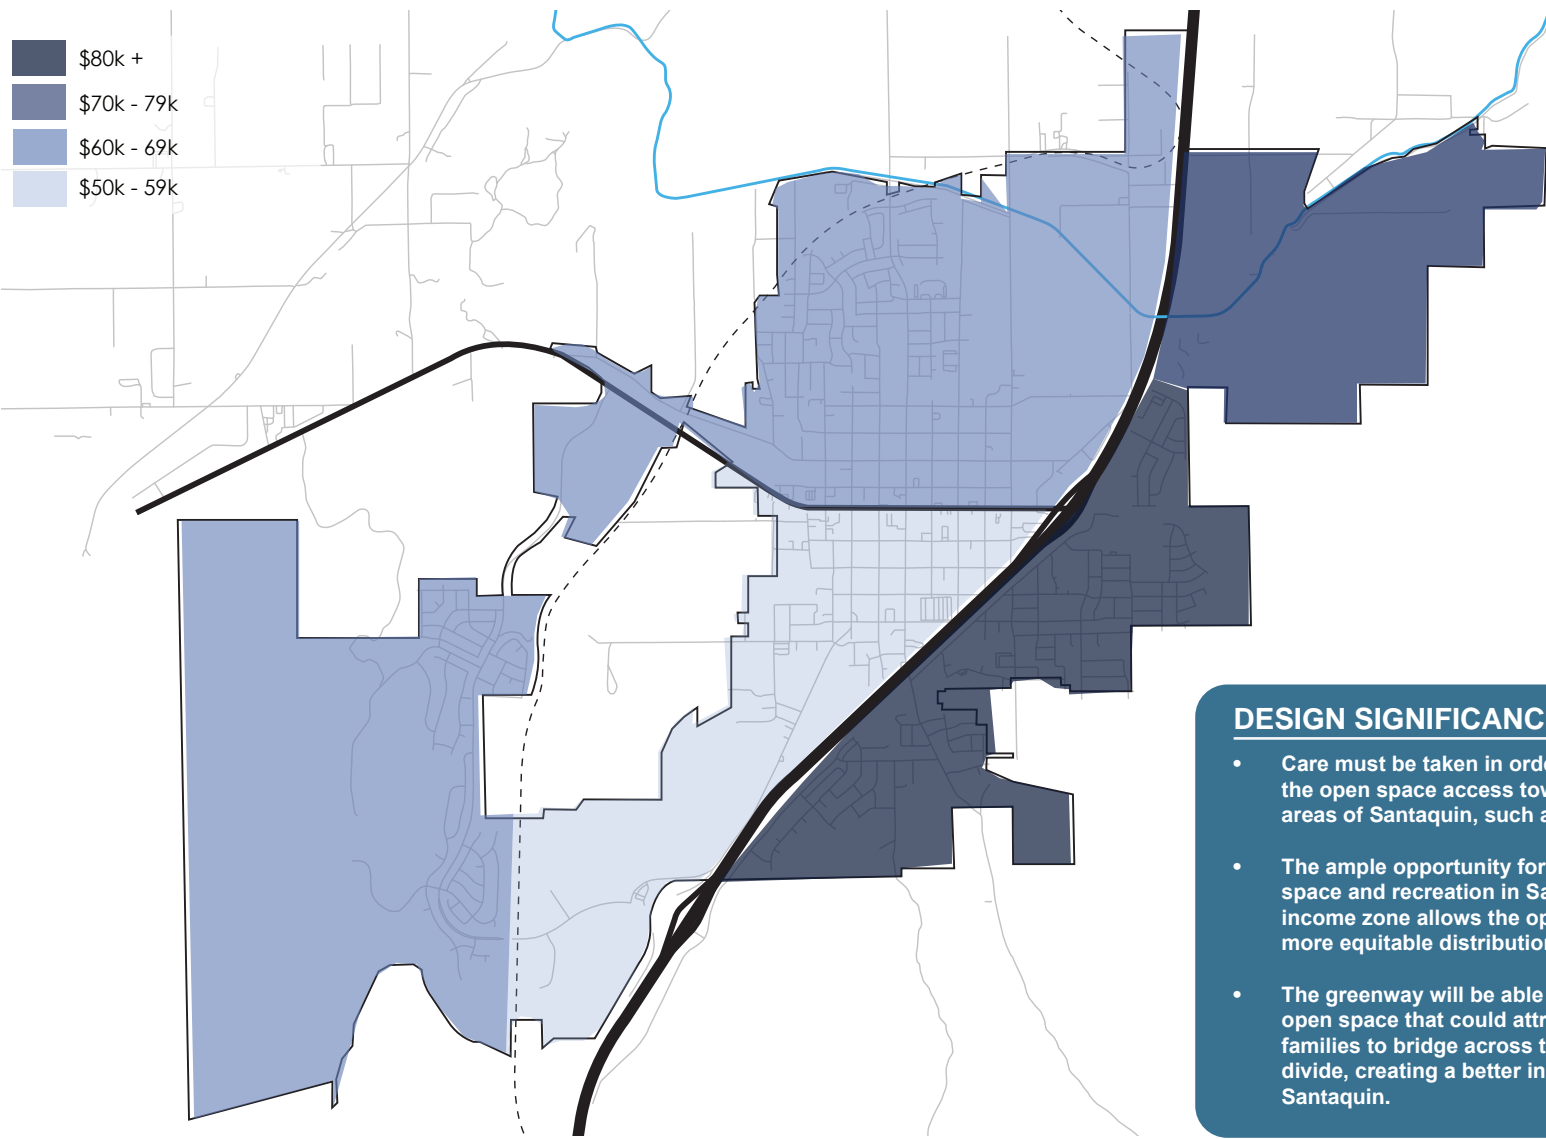 $80k +
$70k - 79k
$60k - 69k
$50k - 59k
DESIGN SIGNIFICANC
• Care must be taken in orde
the open space access tow
areas of Santaquin, such a
• The ample opportunity for
space and recreation in Sa
income zone allows the op
more equitable distribution
• The greenway will be able
open space that could attr
families to bridge across t
divide, creating a better in
Santaquin.